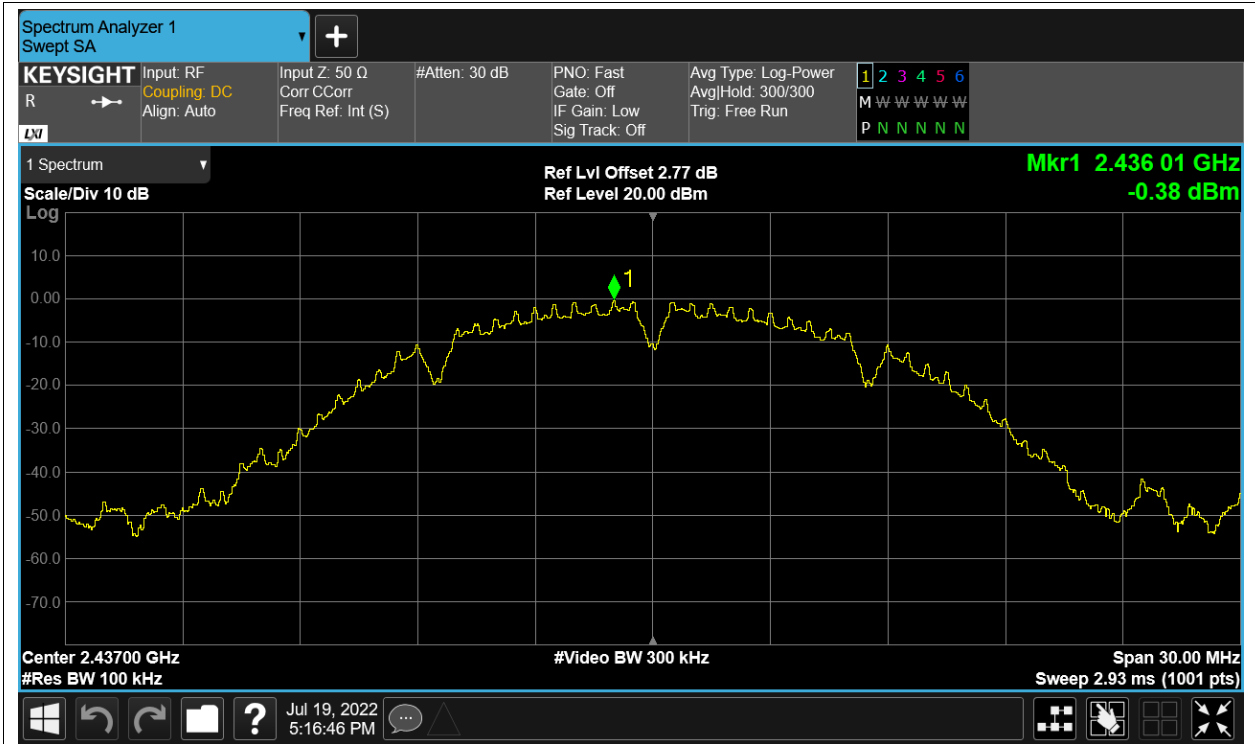 Spectrum Analyzer 1
Swept SA
+
KEYSIGHT
R
LXI
Input: RF
Coupling: DC
Align: Auto
Input Z: 50 Ω
Corr CCorr
Freq Ref: Int (S)
#Atten: 30 dB
PNO: Fast
Gate: Off
IF Gain: Low
Sig Track: Off
Avg Type: Log-Power
Avg|Hold: 300/300
Trig: Free Run
1 2 3 4 5 6
M W W W W W
P N N N N N
1 Spectrum
Scale/Div 10 dB
Ref Lvl Offset 2.77 dB
Ref Level 20.00 dBm
Mkr1 2.436 01 GHz
-0.38 dBm
Log
10.0
0.00
-10.0
-20.0
-30.0
-40.0
-50.0
-60.0
-70.0
1
Center 2.43700 GHz
#Res BW 100 kHz
#Video BW 300 kHz
Span 30.00 MHz
Sweep 2.93 ms (1001 pts)
?
Jul 19, 2022
5:16:46 PM